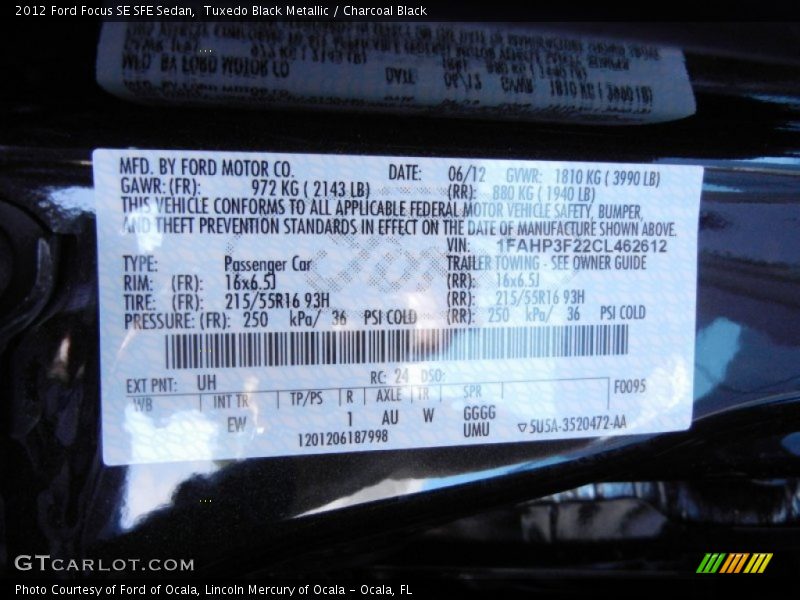 2012 Ford Focus SE SFE Sedan,  Tuxedo Black Metallic / Charcoal Black
MFD. BY FORD MOTOR CO. DATE: 06/12 GVWR: 1810 KG ( 3990 LB)
GAWR: (FR): 972 KG ( 2143 LB) (RR): 880 KG ( 1940 LB)
THIS VEHICLE CONFORMS TO ALL APPLICABLE FEDERAL MOTOR VEHICLE SAFETY, BUMPER,
AND THEFT PREVENTION STANDARDS IN EFFECT ON THE DATE OF MANUFACTURE SHOWN ABOVE.
VIN: 1FAHP3F22CL462612
TYPE: Passenger Car TRAILER TOWING - SEE OWNER GUIDE
RIM: (FR): 16x6.5J (RR): 16x6.5J
TIRE: (FR): 215/55R16 93H (RR): 215/55R16 93H
PRESSURE: (FR): 250 kPa/ 36 PSI COLD (RR): 250 kPa/ 36 PSI COLD
EXT PNT: UH RC: 24 DSO: F0095
WB INT TR TP/PS R AXLE TR SPR
EW 1 AU W GGGG
UMU
1201206187998 ▽5U5A-3520472-AA
GTCARLOT.COM
Photo Courtesy of Ford of Ocala, Lincoln Mercury of Ocala – Ocala, FL